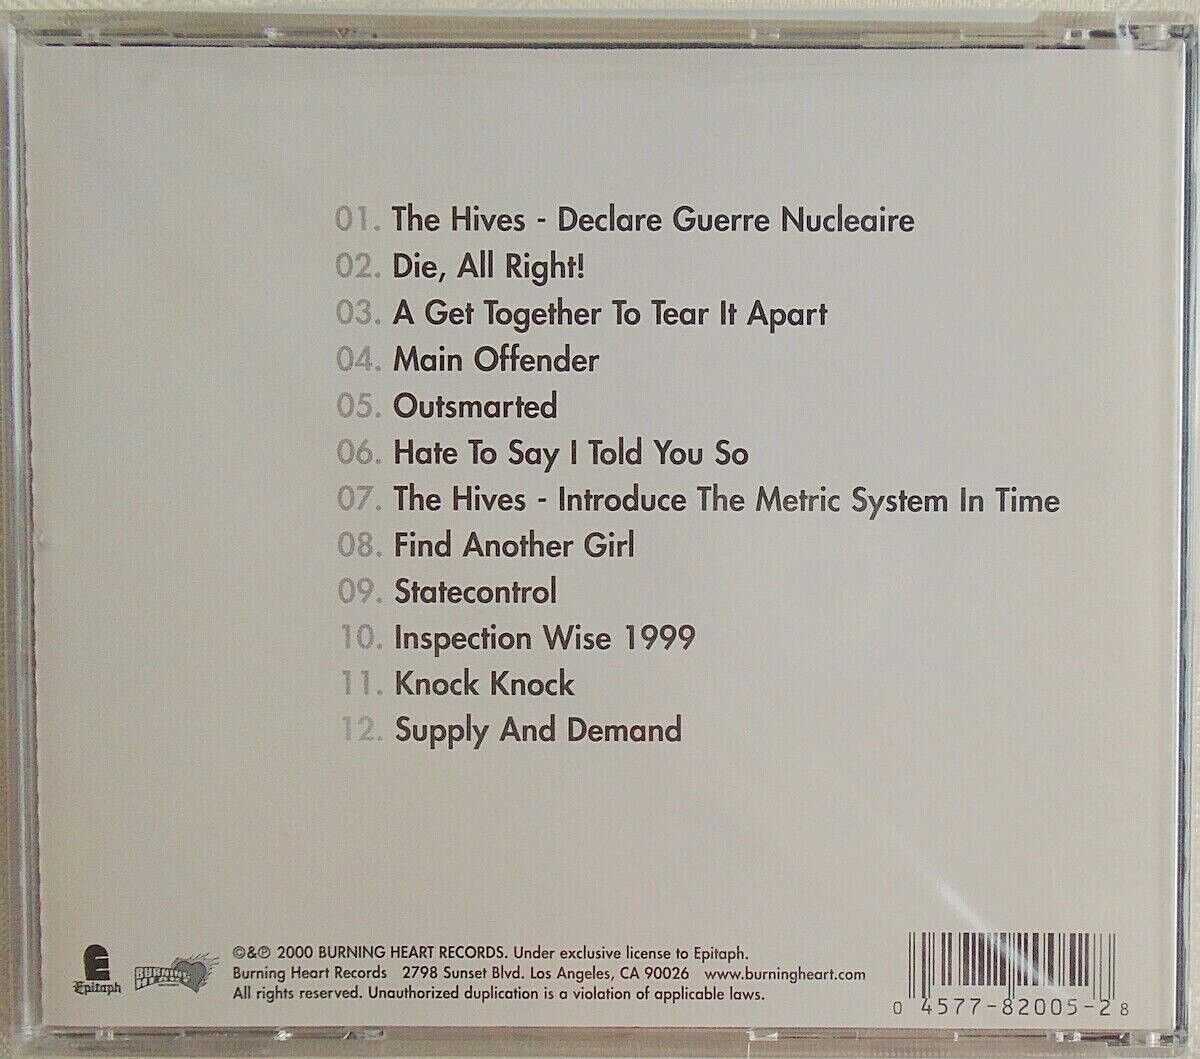 01. The Hives - Declare Guerre Nucleaire
02. Die, All Right!
03. A Get Together To Tear It Apart
04. Main Offender
05. Outsmarted
06. Hate To Say I Told You So
07. The Hives - Introduce The Metric System In Time
08. Find Another Girl
09. Statecontrol
10. Inspection Wise 1999
11. Knock Knock
12. Supply And Demand
Epitaph
BURNING HEART
©&℗ 2000 BURNING HEART RECORDS. Under exclusive license to Epitaph.
Burning Heart Records 2798 Sunset Blvd. Los Angeles, CA 90026 www.burningheart.com
All rights reserved. Unauthorized duplication is a violation of applicable laws.
0 4577-82005-2 8